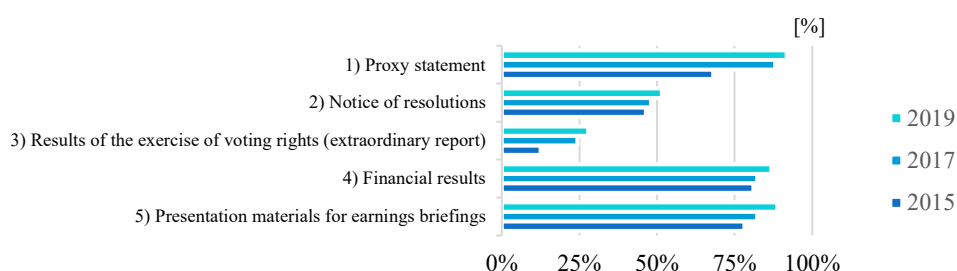 [%]
1) Proxy statement
2) Notice of resolutions
3) Results of the exercise of voting rights (extraordinary report)
4) Financial results
5) Presentation materials for earnings briefings
0% 25% 50% 75% 100%
2019
2017
2015